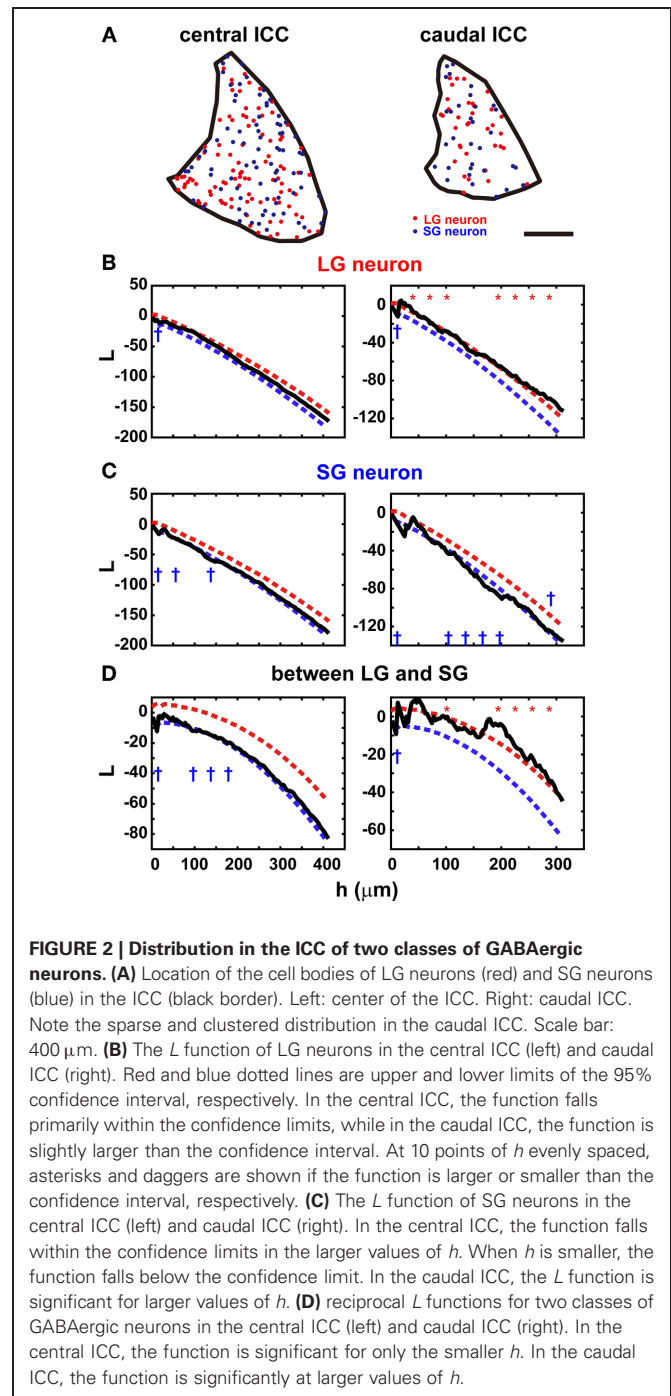 A central ICC caudal ICC
LG neuron
SG neuron
B LG neuron
50
0
-50
-100
-150
-200
L
†
0
-40
-80
-120
* * * * * * *
†
C SG neuron
50
0
-50
-100
-150
-200
† † †
0
-40
-80
-120
† † † † † †
D between LG and SG
0
-20
-40
-60
-80
L
† † † †
0 100 200 300 400
0
-20
-40
-60
* * * * *
†
0 100 200 300
h (μm)
FIGURE 2 | Distribution in the ICC of two classes of GABAergic
neurons. (A) Location of the cell bodies of LG neurons (red) and SG neurons
(blue) in the ICC (black border). Left: center of the ICC. Right: caudal ICC.
Note the sparse and clustered distribution in the caudal ICC. Scale bar:
400 μm. (B) The L function of LG neurons in the central ICC (left) and caudal
ICC (right). Red and blue dotted lines are upper and lower limits of the 95%
confidence interval, respectively. In the central ICC, the function falls
primarily within the confidence limits, while in the caudal ICC, the function is
slightly larger than the confidence interval. At 10 points of h evenly spaced,
asterisks and daggers are shown if the function is larger or smaller than the
confidence interval, respectively. (C) The L function of SG neurons in the
central ICC (left) and caudal ICC (right). In the central ICC, the function falls
within the confidence limits in the larger values of h. When h is smaller, the
function falls below the confidence limit. In the caudal ICC, the L function is
significant for larger values of h. (D) reciprocal L functions for two classes of
GABAergic neurons in the central ICC (left) and caudal ICC (right). In the
central ICC, the function is significant for only the smaller h. In the caudal
ICC, the function is significantly at larger values of h.